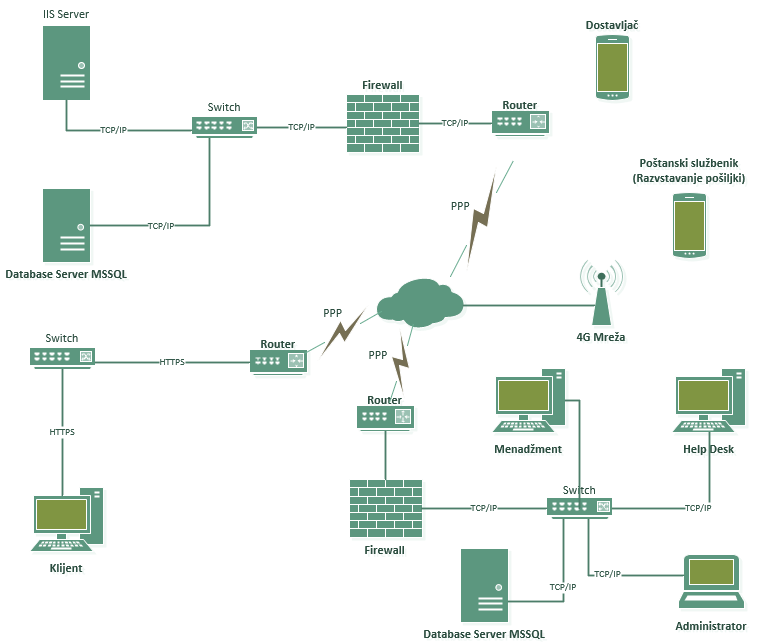 IIS Server
Dostavljač
Firewall
Switch
Router
TCP/IP
TCP/IP
TCP/IP
Poštanski službenik
(Razvstavanje pošiljki)
PPP
TCP/IP
Database Server MSSQL
PPP
4G Mreža
Switch
Router
PPP
HTTPS
Router
HTTPS
Menadžment
Help Desk
Switch
TCP/IP
TCP/IP
Firewall
Klijent
TCP/IP
TCP/IP
Administrator
Database Server MSSQL